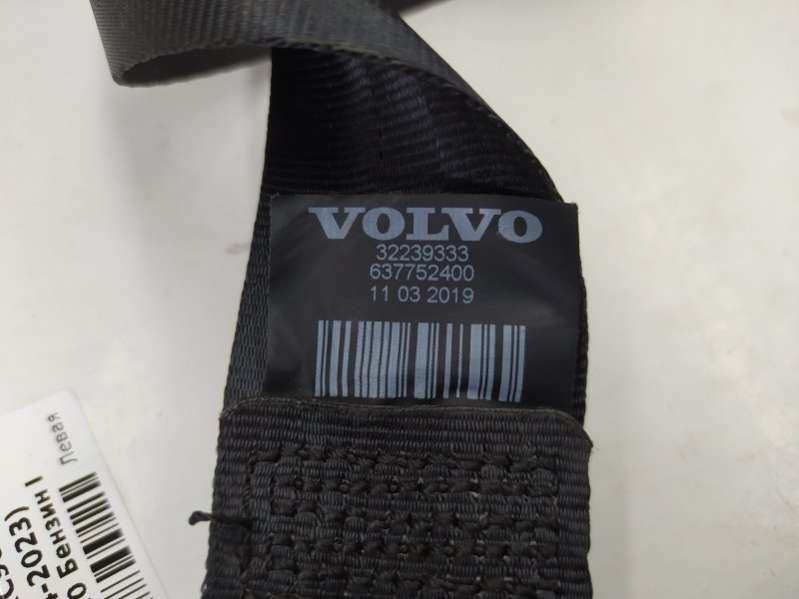 VOLVO
32239333
637752400
11 03 2019
Левая
Бензин I
-2023)